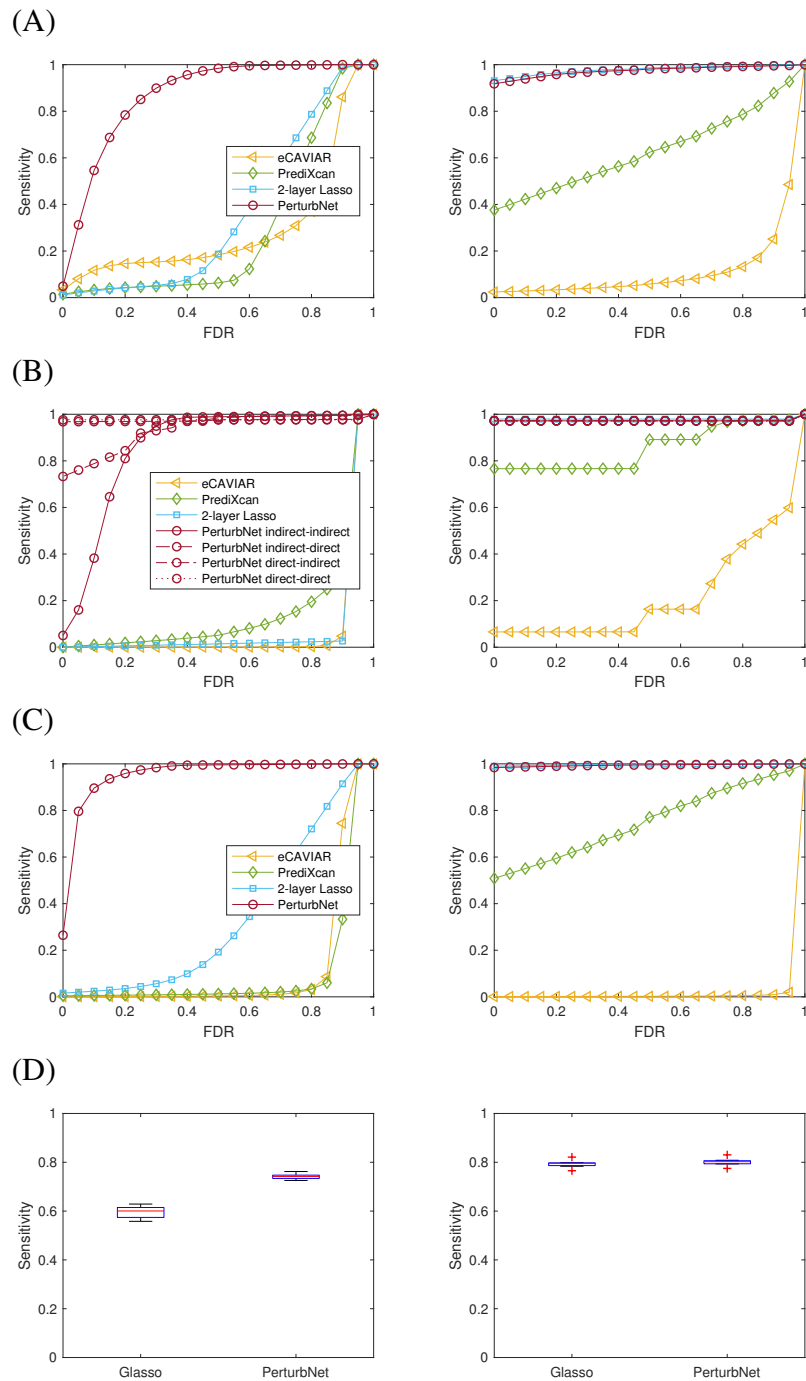 (A)
1
0.8
0.6
0.4
0.2
0
Sensitivity
0 0.2 0.4 0.6 0.8 1
FDR
eCAVIAR
PrediXcan
2-layer Lasso
PerturbNet
1
0.8
0.6
0.4
0.2
0
Sensitivity
0 0.2 0.4 0.6 0.8 1
FDR
(B)
1
0.8
0.6
0.4
0.2
0
Sensitivity
0 0.2 0.4 0.6 0.8 1
FDR
eCAVIAR
PrediXcan
2-layer Lasso
PerturbNet indirect-indirect
PerturbNet indirect-direct
PerturbNet direct-indirect
PerturbNet direct-direct
1
0.8
0.6
0.4
0.2
0
Sensitivity
0 0.2 0.4 0.6 0.8 1
FDR
(C)
1
0.8
0.6
0.4
0.2
0
Sensitivity
0 0.2 0.4 0.6 0.8 1
FDR
eCAVIAR
PrediXcan
2-layer Lasso
PerturbNet
1
0.8
0.6
0.4
0.2
0
Sensitivity
0 0.2 0.4 0.6 0.8 1
FDR
(D)
1
0.8
0.6
0.4
0.2
0
Sensitivity
Glasso PerturbNet
1
0.8
0.6
0.4
0.2
0
Sensitivity
Glasso PerturbNet